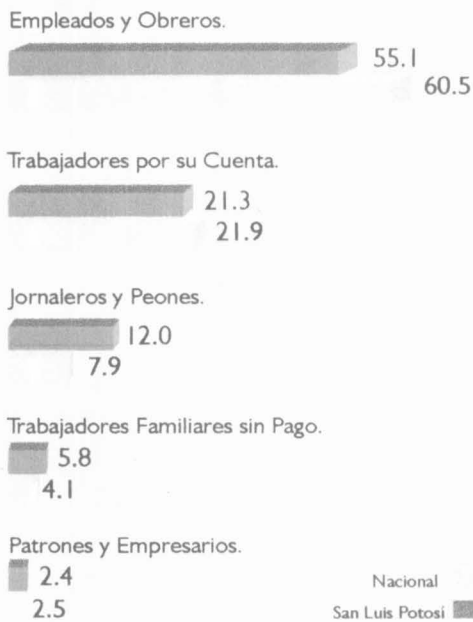 Empleados y Obreros.
55.1
60.5
Trabajadores por su Cuenta.
21.3
21.9
Jornaleros y Peones.
12.0
7.9
Trabajadores Familiares sin Pago.
5.8
4.1
Patrones y Empresarios.
2.4
2.5
Nacional
San Luis Potosí